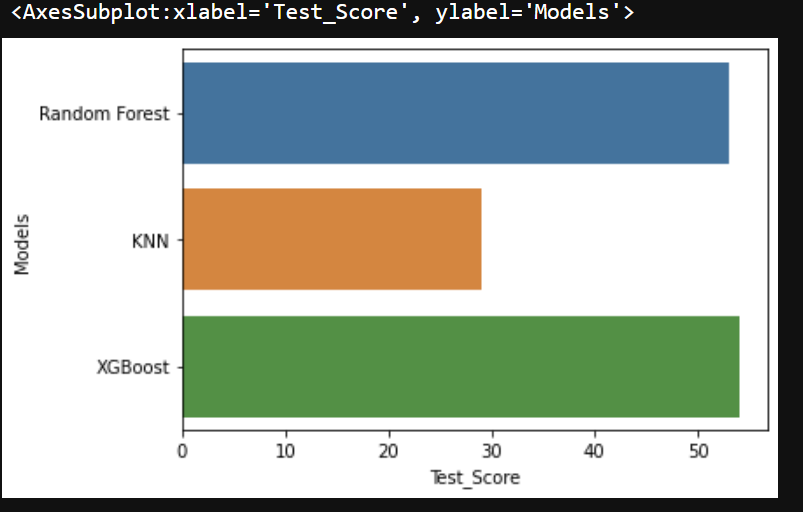 <AxesSubplot:xlabel='Test_Score', ylabel='Models'>
Random Forest
KNN
XGBoost
Models
0 10 20 30 40 50
Test_Score